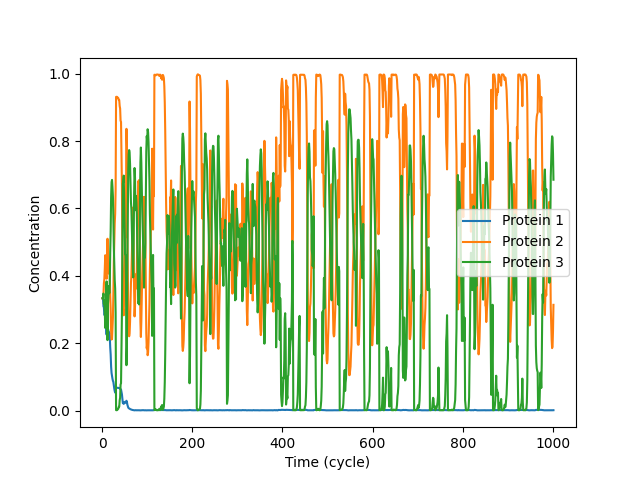 1.0
0.8
0.6
0.4
0.2
0.0
Concentration
0
200
400
600
800
1000
Time (cycle)
Protein 1
Protein 2
Protein 3